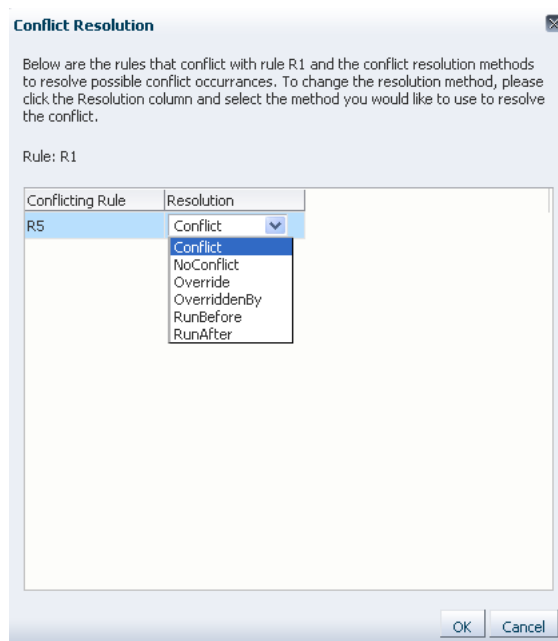 Conflict Resolution
Below are the rules that conflict with rule R1 and the conflict resolution methods
to resolve possible conflict occurrances. To change the resolution method, please
click the Resolution column and select the method you would like to use to resolve
the conflict.
Rule: R1
Conflicting Rule Resolution
R5 Conflict
Conflict
NoConflict
Override
OverriddenBy
RunBefore
RunAfter
OK Cancel